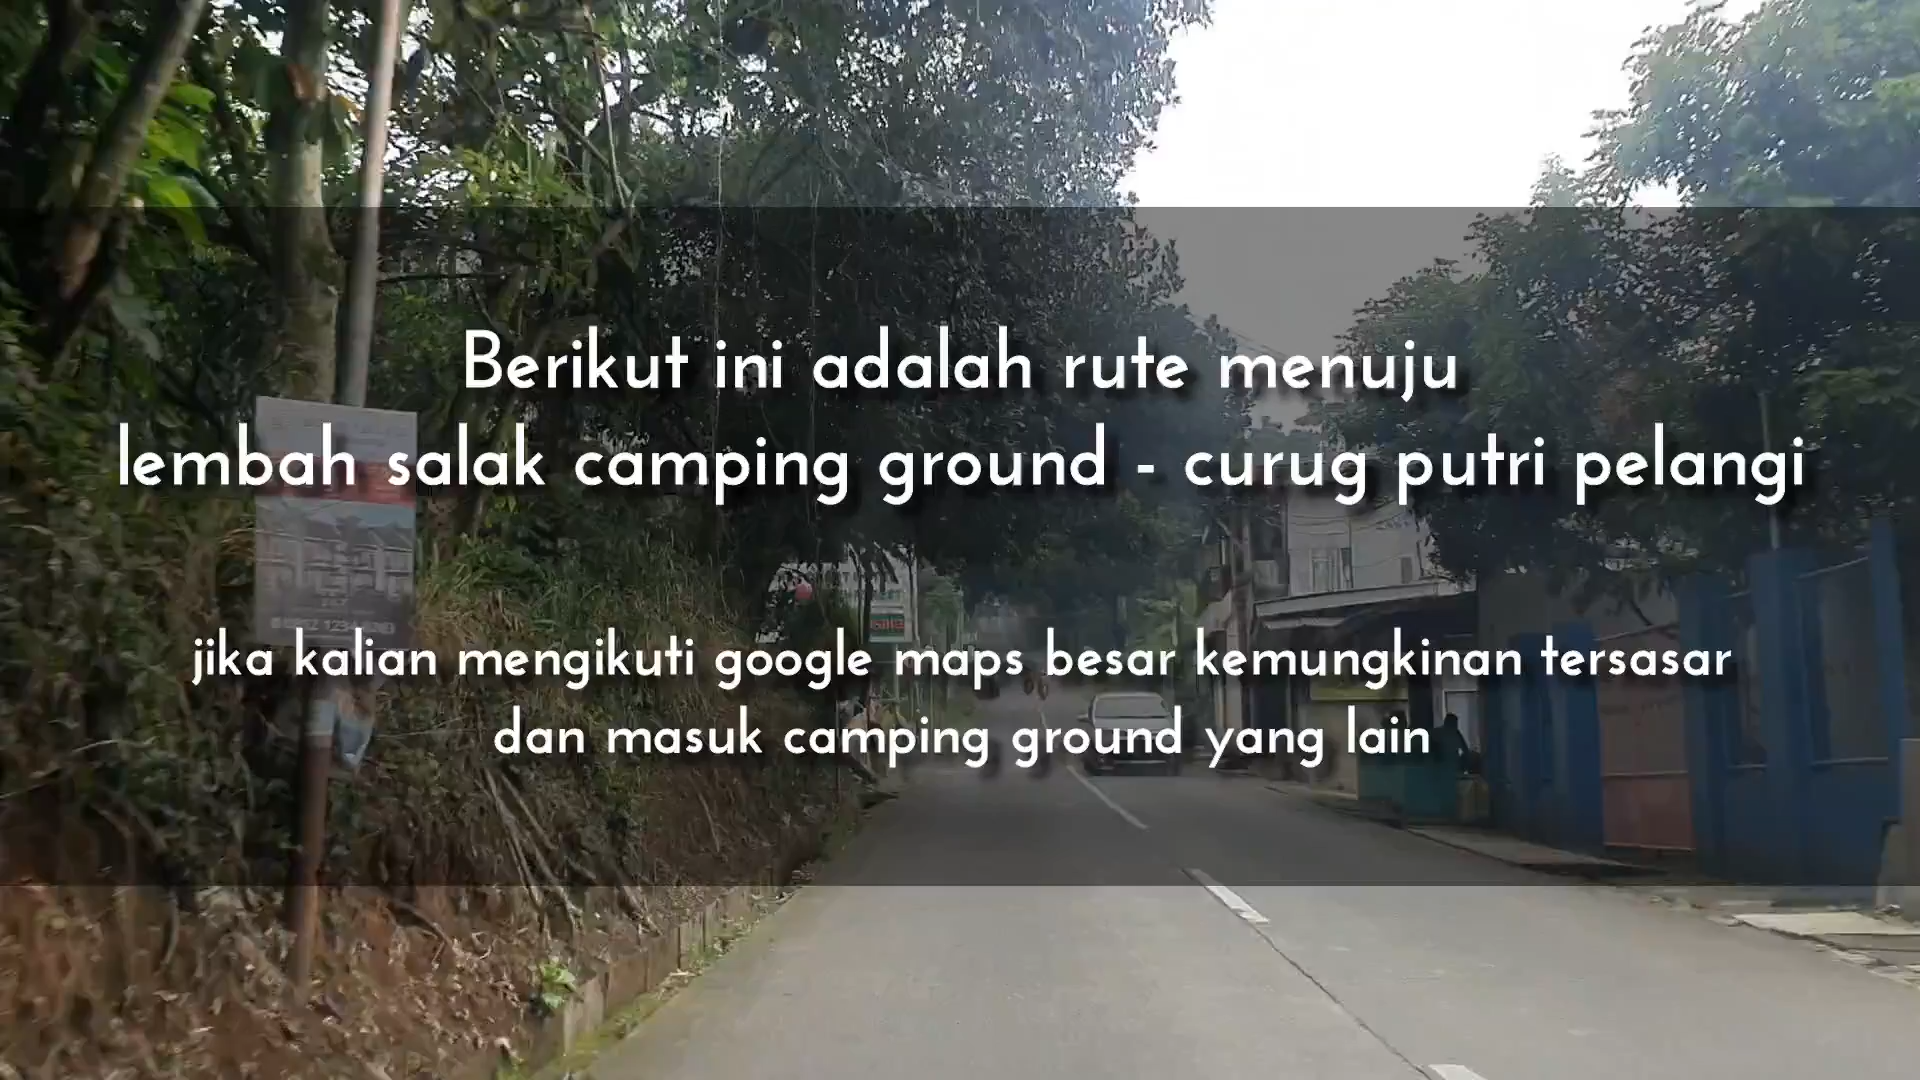 Berikut ini adalah rute menuju
lembah salak camping ground - curug putri pelangi
jika kalian mengikuti google maps besar kemungkinan tersasar
dan masuk camping ground yang lain